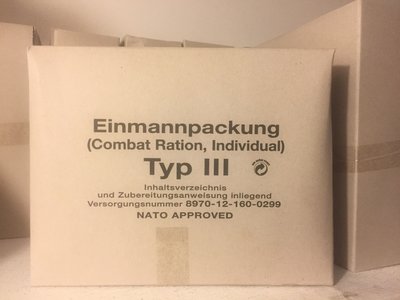 Einmannpackung
(Combat Ration, Individual)
Typ III
Inhaltsverzeichnis
und Zubereitungsanweisung inliegend
Versorgungsnummer 8970-12-160-0299
NATO APPROVED